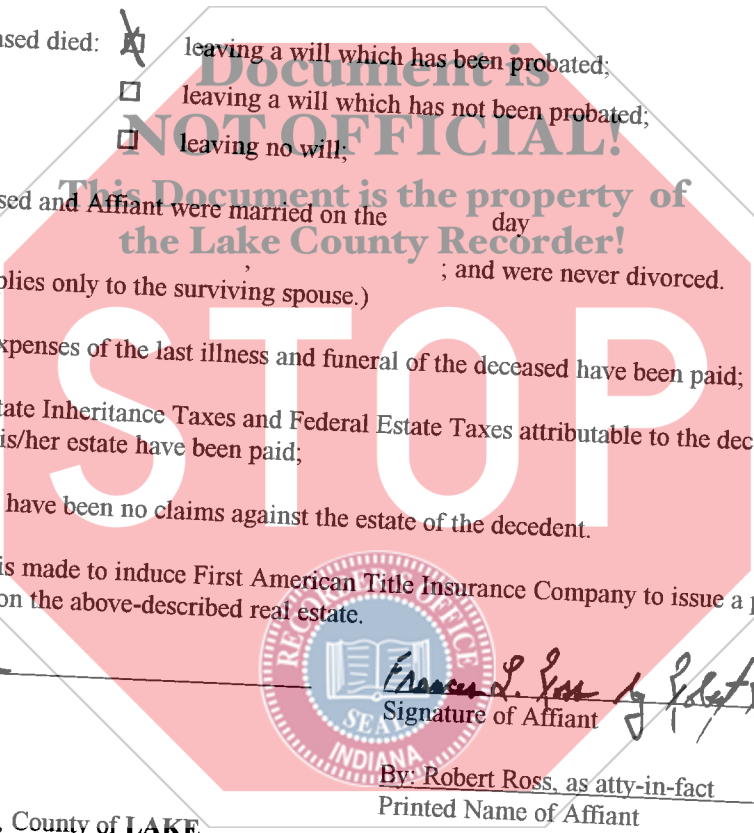 ased died: leaving a will which has been probated;
Document is
leaving a will which has not been probated;
NOT OFFICIAL!
leaving no will;
This Document is the property of
sed and Affiant were married on the day
the Lake County Recorder!
, ; and were never divorced.
plies only to the surviving spouse.)
STOP
xpenses of the last illness and funeral of the deceased have been paid;
tate Inheritance Taxes and Federal Estate Taxes attributable to the dec
is/her estate have been paid;
have been no claims against the estate of the decedent.
is made to induce First American Title Insurance Company to issue a p
on the above-described real estate.
RECORDER'S OFFICE
SEAL
INDIANA
Frances L. Ross by Robert
Signature of Affiant
By: Robert Ross, as atty-in-fact
Printed Name of Affiant
, County of LAKE